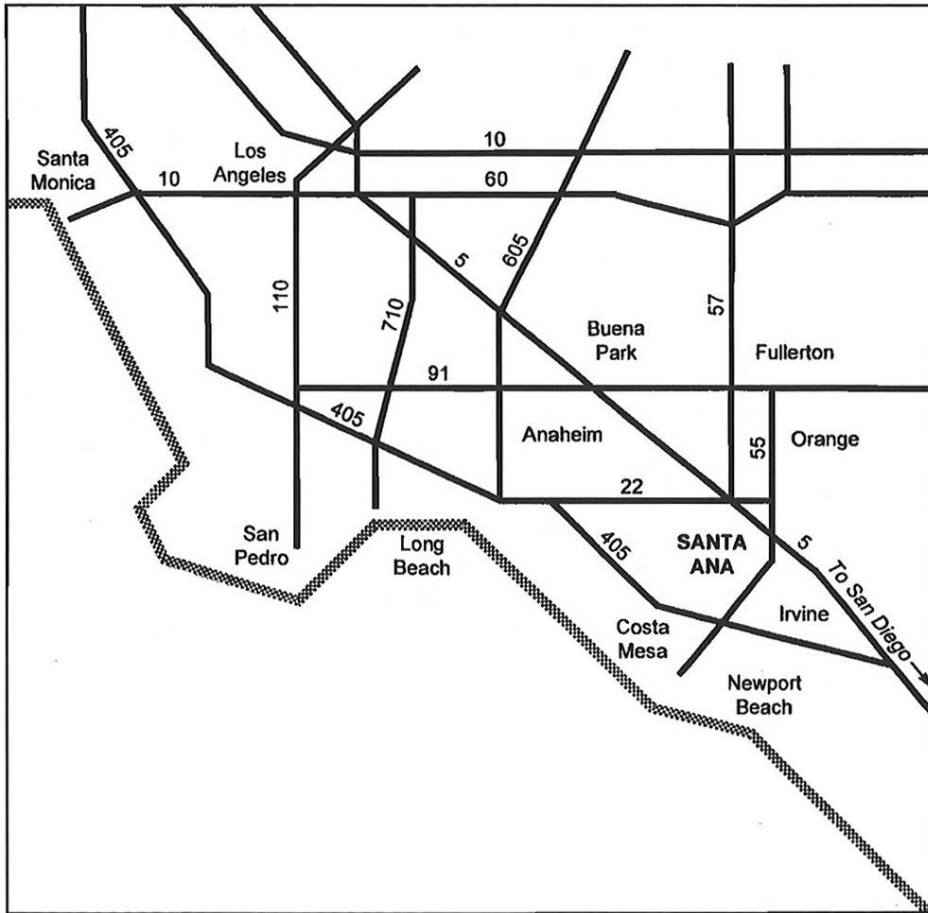 405
10
Santa
Monica
10
Los
Angeles
60
5
605
110
710
57
Buena
Park
Fullerton
91
405
Anaheim
55
Orange
22
San
Pedro
Long
Beach
405
SANTA
ANA
5
To San Diego →
Costa
Mesa
Irvine
Newport
Beach